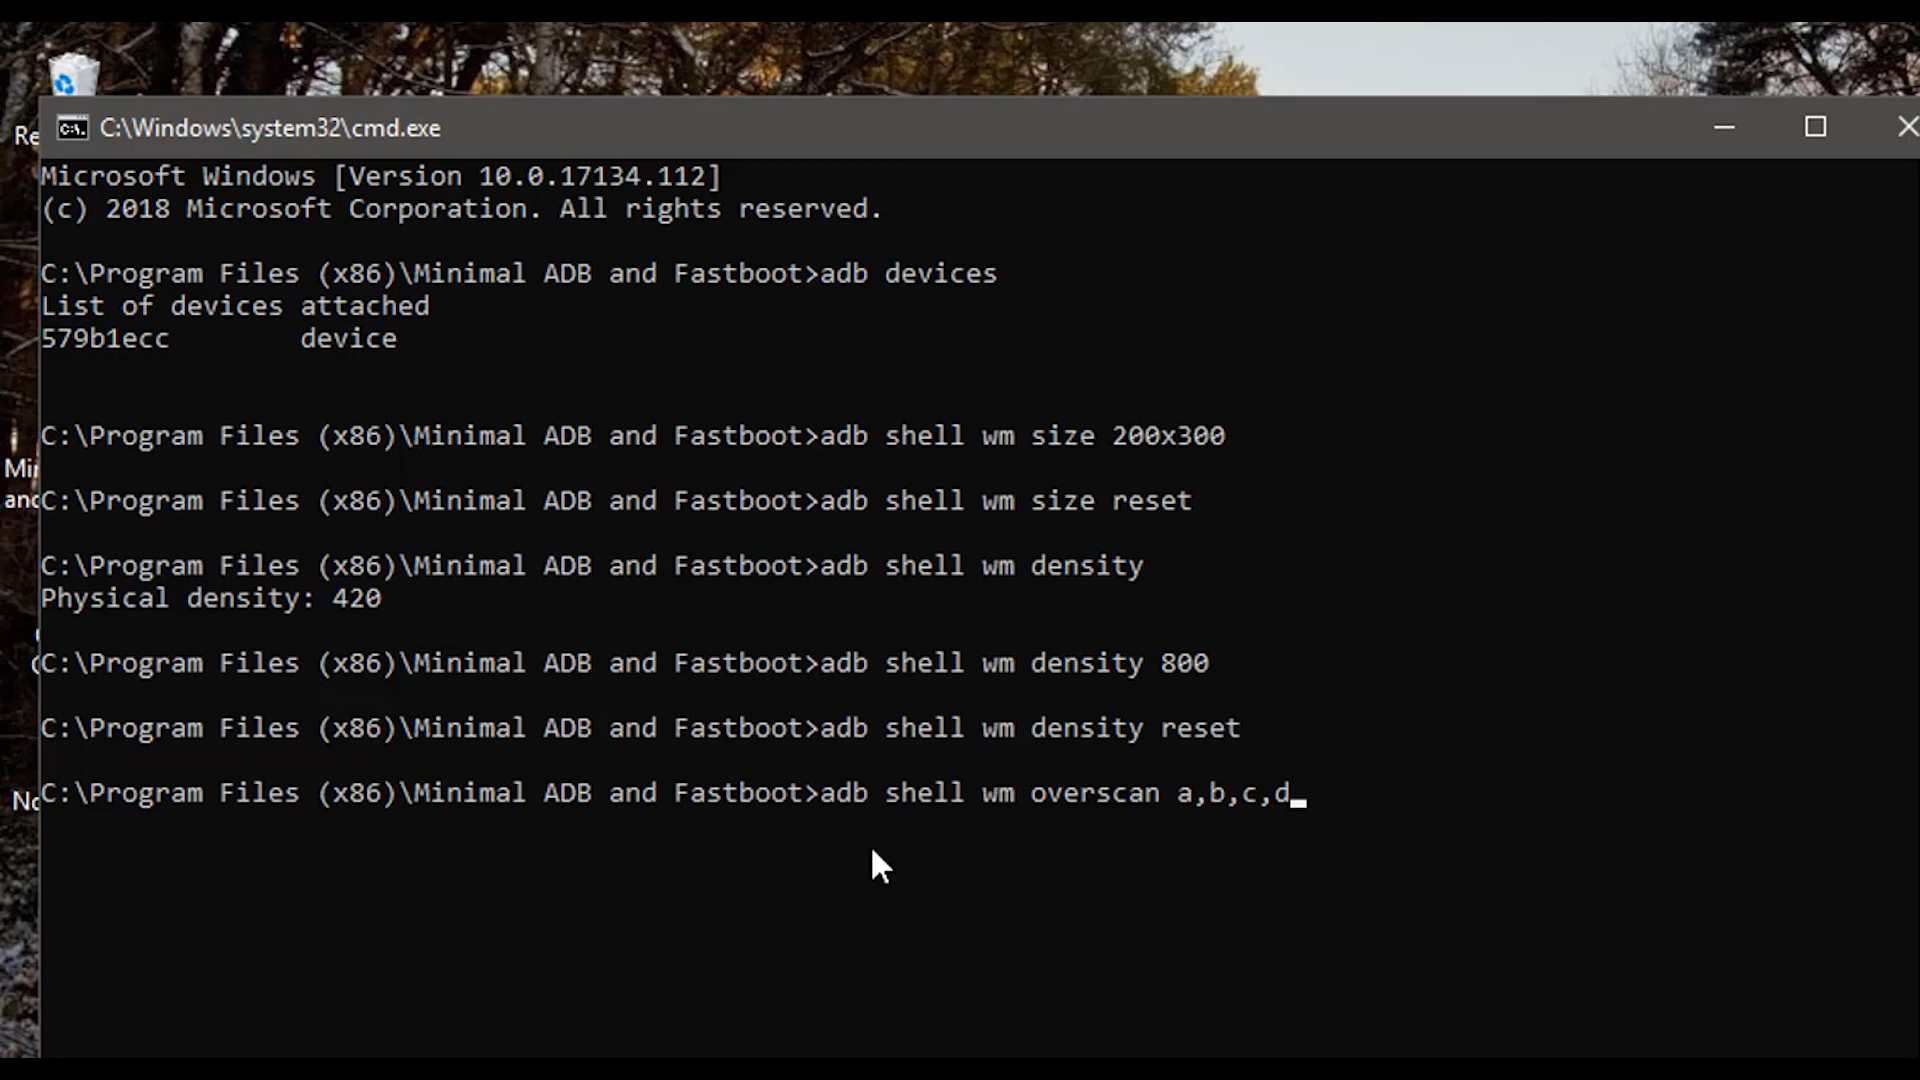 C:\Windows\system32\cmd.exe
Microsoft Windows [Version 10.0.17134.112]
(c) 2018 Microsoft Corporation. All rights reserved.
C:\Program Files (x86)\Minimal ADB and Fastboot>adb devices
List of devices attached
579b1ecc        device
C:\Program Files (x86)\Minimal ADB and Fastboot>adb shell wm size 200x300
C:\Program Files (x86)\Minimal ADB and Fastboot>adb shell wm size reset
C:\Program Files (x86)\Minimal ADB and Fastboot>adb shell wm density
Physical density: 420
C:\Program Files (x86)\Minimal ADB and Fastboot>adb shell wm density 800
C:\Program Files (x86)\Minimal ADB and Fastboot>adb shell wm density reset
C:\Program Files (x86)\Minimal ADB and Fastboot>adb shell wm overscan a,b,c,d